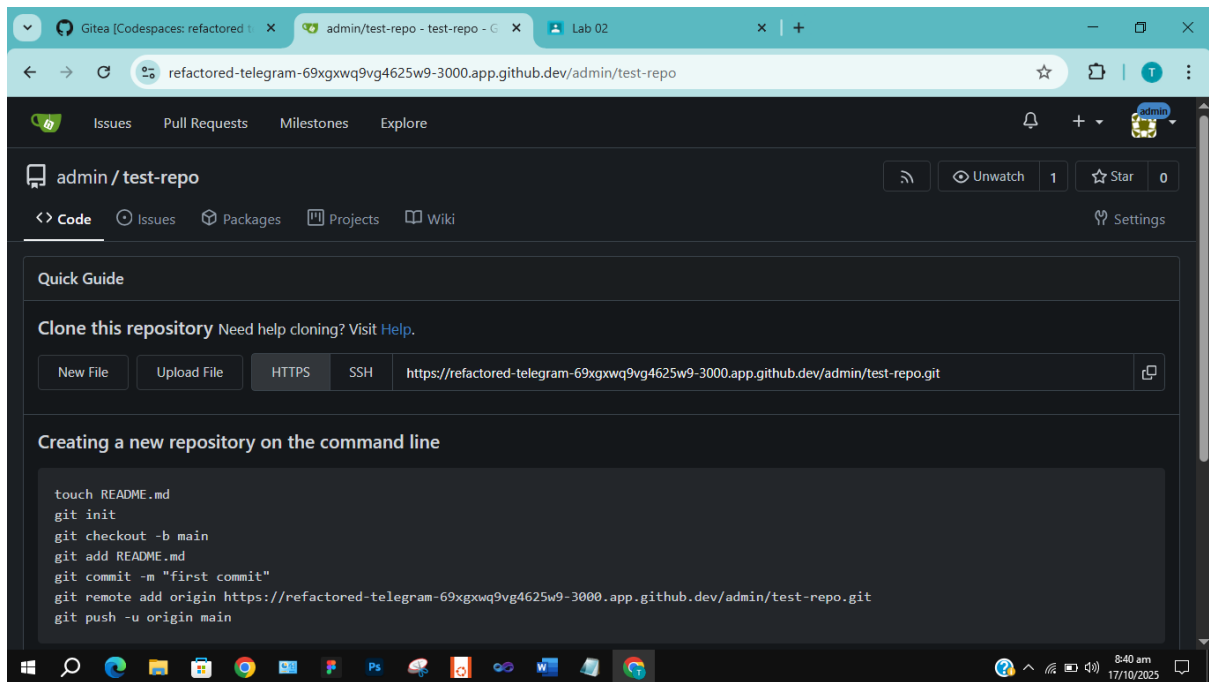 Gitea [Codespaces: refactored t
admin/test-repo - test-repo - G
Lab 02
refactored-telegram-69xgxwq9vg4625w9-3000.app.github.dev/admin/test-repo
T
Issues Pull Requests Milestones Explore
admin
admin / test-repo
Unwatch 1
Star 0
Code Issues Packages Projects Wiki
Settings
Quick Guide
Clone this repository Need help cloning? Visit Help.
New File Upload File HTTPS SSH https://refactored-telegram-69xgxwq9vg4625w9-3000.app.github.dev/admin/test-repo.git
Creating a new repository on the command line
touch README.md
git init
git checkout -b main
git add README.md
git commit -m "first commit"
git remote add origin https://refactored-telegram-69xgxwq9vg4625w9-3000.app.github.dev/admin/test-repo.git
git push -u origin main
Ps
8:40 am
17/10/2025